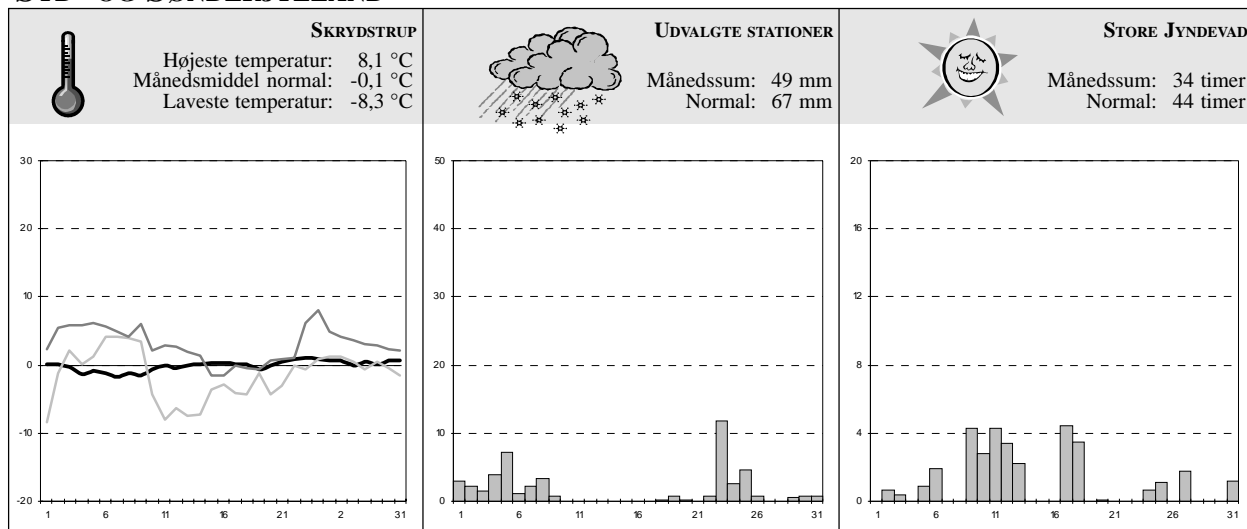 SKRYDSTRUP
Højeste temperatur: 8,1 °C
Månedsmiddel normal: -0,1 °C
Laveste temperatur: -8,3 °C
UDVALGTE STATIONER
Månedssum: 49 mm
Normal: 67 mm
STORE JYNDEVAD
Månedssum: 34 timer
Normal: 44 timer
30
20
10
0
-10
-20
1 6 11 16 21 2 31
50
40
30
20
10
0
1 6 11 16 21 26 31
20
16
12
8
4
0
1 6 11 16 21 26 31